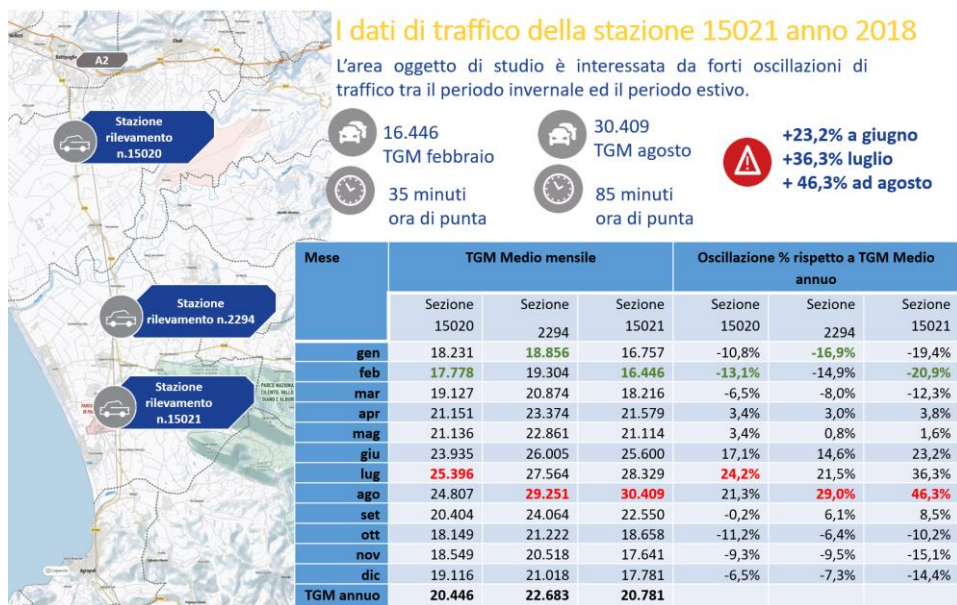 I dati di traffico della stazione 15021 anno 2018
L'area oggetto di studio è interessata da forti oscillazioni di
traffico tra il periodo invernale ed il periodo estivo.
16.446
TGM febbraio
30.409
TGM agosto
35 minuti
ora di punta
85 minuti
ora di punta
+23,2% a giugno
+36,3% luglio
+ 46,3% ad agosto
A2
Battipaglia
Eboli
Stazione
rilevamento
n.15020
Stazione
rilevamento n.2294
Stazione
rilevamento
n.15021
PARCO NAZIONA
CILENTO, VALLO
DIANO E ALBURI
Agropoli
Mese TGM Medio mensile Oscillazione % rispetto a TGM Medio
annuo
Sezione Sezione Sezione Sezione Sezione Sezione
15020 2294 15021 15020 2294 15021
gen 18.231 18.856 16.757 -10,8% -16,9% -19,4%
feb 17.778 19.304 16.446 -13,1% -14,9% -20,9%
mar 19.127 20.874 18.216 -6,5% -8,0% -12,3%
apr 21.151 23.374 21.579 3,4% 3,0% 3,8%
mag 21.136 22.861 21.114 3,4% 0,8% 1,6%
giu 23.935 26.005 25.600 17,1% 14,6% 23,2%
lug 25.396 27.564 28.329 24,2% 21,5% 36,3%
ago 24.807 29.251 30.409 21,3% 29,0% 46,3%
set 20.404 24.064 22.550 -0,2% 6,1% 8,5%
ott 18.149 21.222 18.658 -11,2% -6,4% -10,2%
nov 18.549 20.518 17.641 -9,3% -9,5% -15,1%
dic 19.116 21.018 17.781 -6,5% -7,3% -14,4%
TGM annuo 20.446 22.683 20.781